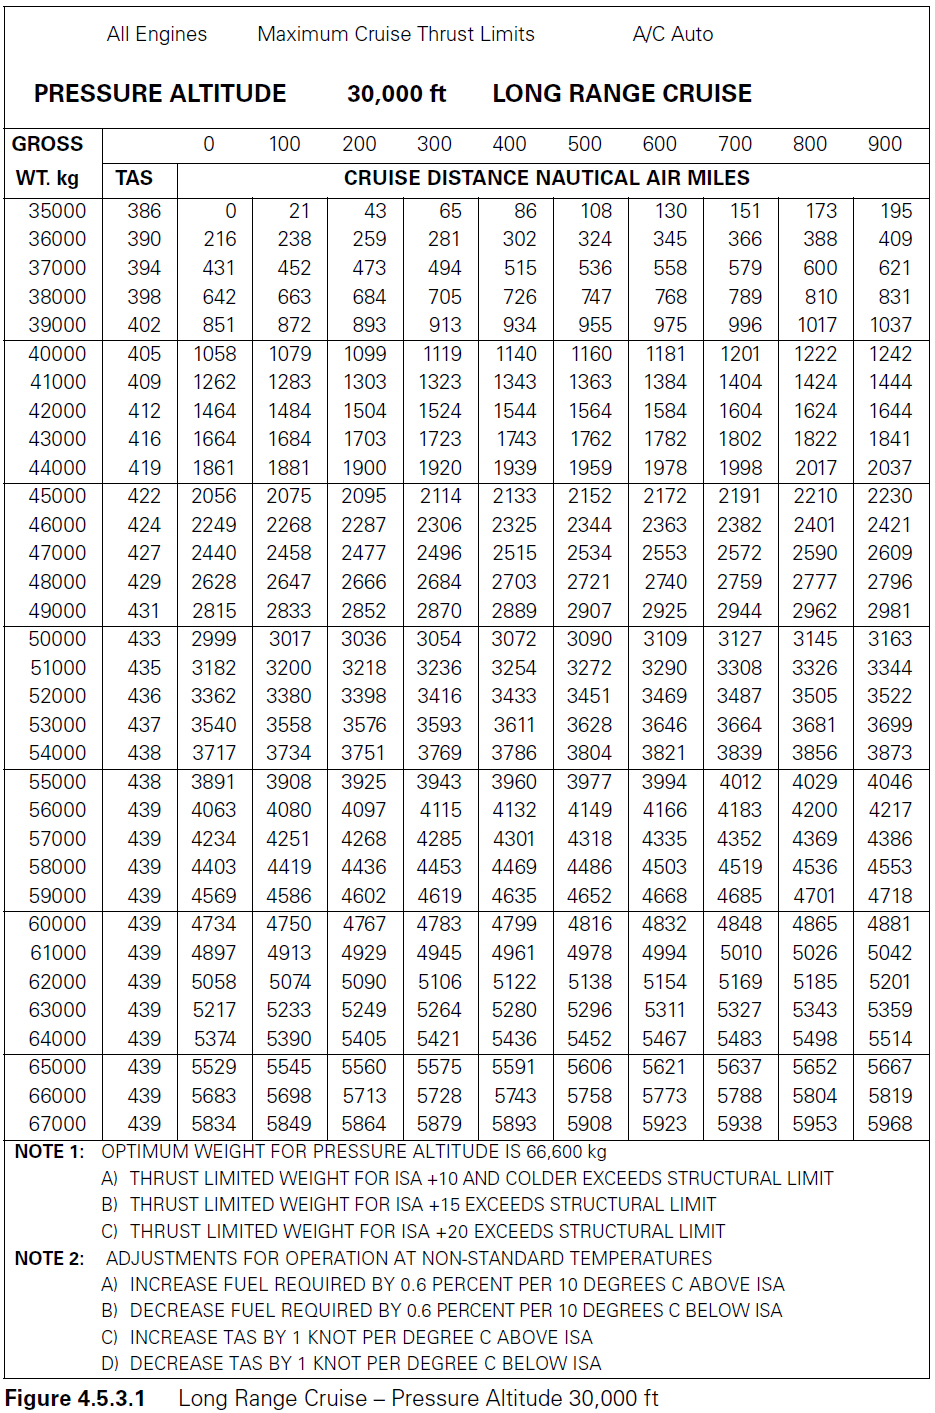 All Engines Maximum Cruise Thrust Limits A/C Auto
PRESSURE ALTITUDE 30,000 ft LONG RANGE CRUISE
GROSS 0 100 200 300 400 500 600 700 800 900
WT. kg TAS CRUISE DISTANCE NAUTICAL AIR MILES
35000 386 0 21 43 65 86 108 130 151 173 195
36000 390 216 238 259 281 302 324 345 366 388 409
37000 394 431 452 473 494 515 536 558 579 600 621
38000 398 642 663 684 705 726 747 768 789 810 831
39000 402 851 872 893 913 934 955 975 996 1017 1037
40000 405 1058 1079 1099 1119 1140 1160 1181 1201 1222 1242
41000 409 1262 1283 1303 1323 1343 1363 1384 1404 1424 1444
42000 412 1464 1484 1504 1524 1544 1564 1584 1604 1624 1644
43000 416 1664 1684 1703 1723 1743 1762 1782 1802 1822 1841
44000 419 1861 1881 1900 1920 1939 1959 1978 1998 2017 2037
45000 422 2056 2075 2095 2114 2133 2152 2172 2191 2210 2230
46000 424 2249 2268 2287 2306 2325 2344 2363 2382 2401 2421
47000 427 2440 2458 2477 2496 2515 2534 2553 2572 2590 2609
48000 429 2628 2647 2666 2684 2703 2721 2740 2759 2777 2796
49000 431 2815 2833 2852 2870 2889 2907 2925 2944 2962 2981
50000 433 2999 3017 3036 3054 3072 3090 3109 3127 3145 3163
51000 435 3182 3200 3218 3236 3254 3272 3290 3308 3326 3344
52000 436 3362 3380 3398 3416 3433 3451 3469 3487 3505 3522
53000 437 3540 3558 3576 3593 3611 3628 3646 3664 3681 3699
54000 438 3717 3734 3751 3769 3786 3804 3821 3839 3856 3873
55000 438 3891 3908 3925 3943 3960 3977 3994 4012 4029 4046
56000 439 4063 4080 4097 4115 4132 4149 4166 4183 4200 4217
57000 439 4234 4251 4268 4285 4301 4318 4335 4352 4369 4386
58000 439 4403 4419 4436 4453 4469 4486 4503 4519 4536 4553
59000 439 4569 4586 4602 4619 4635 4652 4668 4685 4701 4718
60000 439 4734 4750 4767 4783 4799 4816 4832 4848 4865 4881
61000 439 4897 4913 4929 4945 4961 4978 4994 5010 5026 5042
62000 439 5058 5074 5090 5106 5122 5138 5154 5169 5185 5201
63000 439 5217 5233 5249 5264 5280 5296 5311 5327 5343 5359
64000 439 5374 5390 5405 5421 5436 5452 5467 5483 5498 5514
65000 439 5529 5545 5560 5575 5591 5606 5621 5637 5652 5667
66000 439 5683 5698 5713 5728 5743 5758 5773 5788 5804 5819
67000 439 5834 5849 5864 5879 5893 5908 5923 5938 5953 5968
NOTE 1: OPTIMUM WEIGHT FOR PRESSURE ALTITUDE IS 66,600 kg
A) THRUST LIMITED WEIGHT FOR ISA +10 AND COLDER EXCEEDS STRUCTURAL LIMIT
B) THRUST LIMITED WEIGHT FOR ISA +15 EXCEEDS STRUCTURAL LIMIT
C) THRUST LIMITED WEIGHT FOR ISA +20 EXCEEDS STRUCTURAL LIMIT
NOTE 2: ADJUSTMENTS FOR OPERATION AT NON-STANDARD TEMPERATURES
A) INCREASE FUEL REQUIRED BY 0.6 PERCENT PER 10 DEGREES C ABOVE ISA
B) DECREASE FUEL REQUIRED BY 0.6 PERCENT PER 10 DEGREES C BELOW ISA
C) INCREASE TAS BY 1 KNOT PER DEGREE C ABOVE ISA
D) DECREASE TAS BY 1 KNOT PER DEGREE C BELOW ISA
Figure 4.5.3.1 Long Range Cruise – Pressure Altitude 30,000 ft